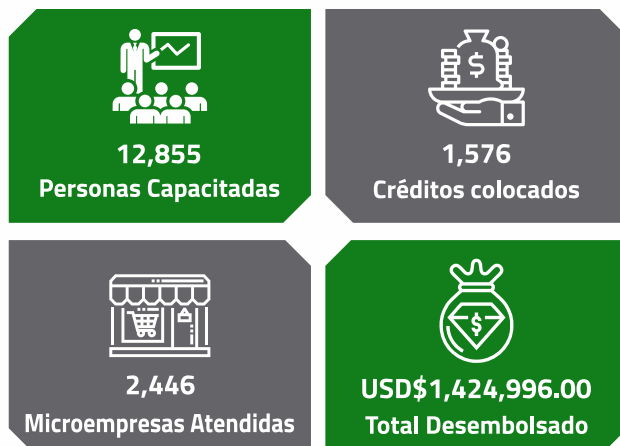 12,855
Personas Capacitadas
$
1,576
Créditos colocados
2,446
Microempresas Atendidas
$
USD$1,424,996.00
Total Desembolsado